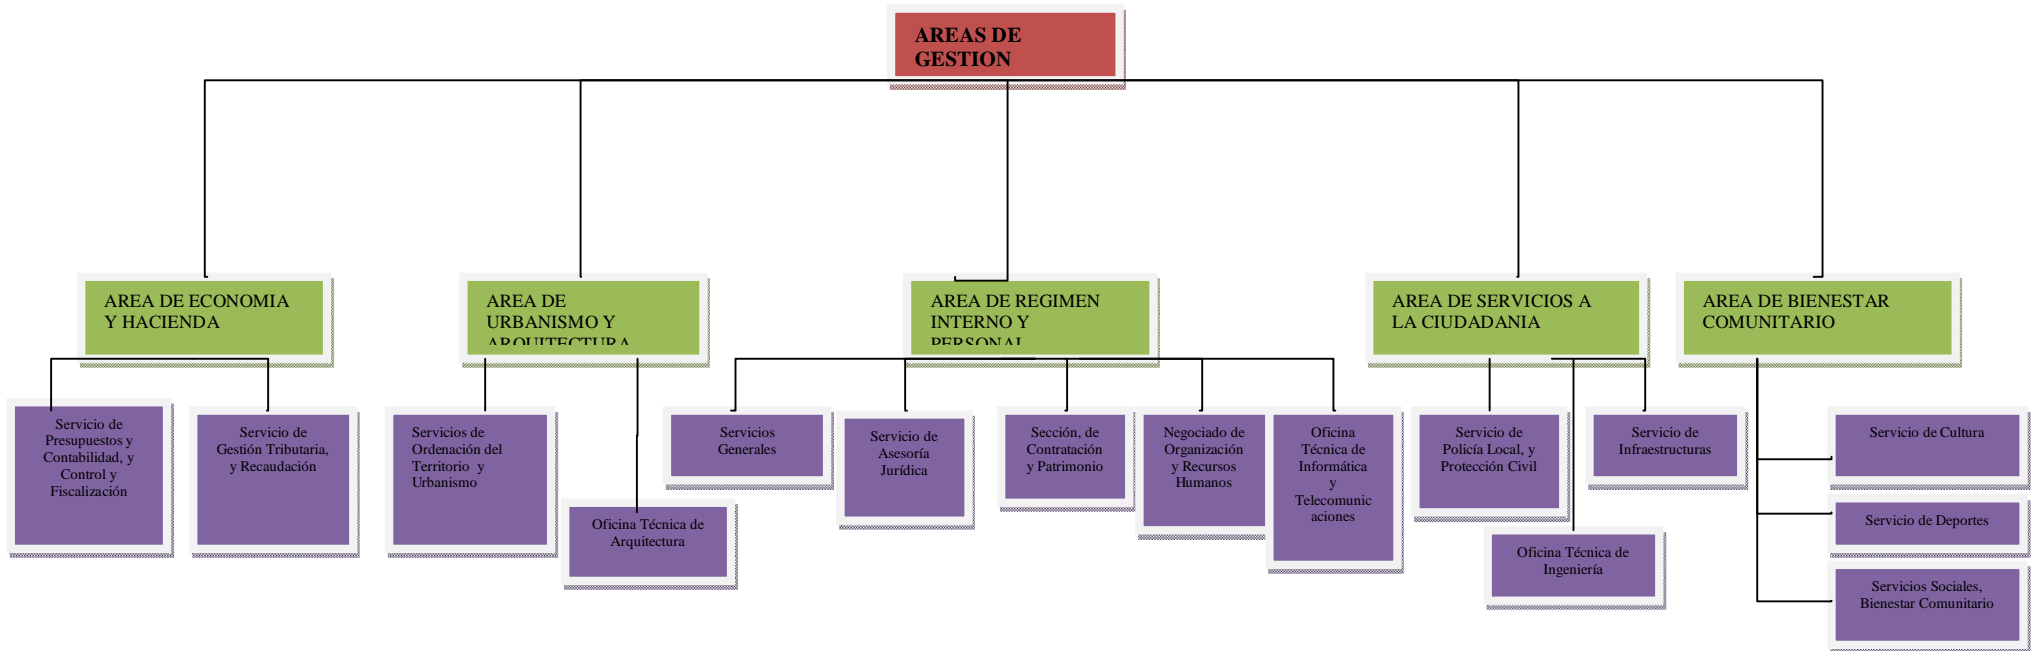 AREAS DE
GESTION
AREA DE ECONOMIA
Y HACIENDA
AREA DE
URBANISMO Y
ARQUITECTURA
AREA DE REGIMEN
INTERNO Y
PERSONAL
AREA DE SERVICIOS A
LA CIUDADANIA
AREA DE BIENESTAR
COMUNITARIO
Servicio de
Presupuestos y
Contabilidad, y
Control y
Fiscalización
Servicio de
Gestión Tributaria,
y Recaudación
Servicios de
Ordenación del
Territorio y
Urbanismo
Oficina Técnica de
Arquitectura
Servicios
Generales
Servicio de
Asesoría
Jurídica
Sección, de
Contratación
y Patrimonio
Negociado de
Organización
y Recursos
Humanos
Oficina
Técnica de
Informática
y
Telecomunic
aciones
Servicio de
Policía Local, y
Protección Civil
Oficina Técnica de
Ingeniería
Servicio de
Infraestructuras
Servicio de Cultura
Servicio de Deportes
Servicios Sociales,
Bienestar Comunitario